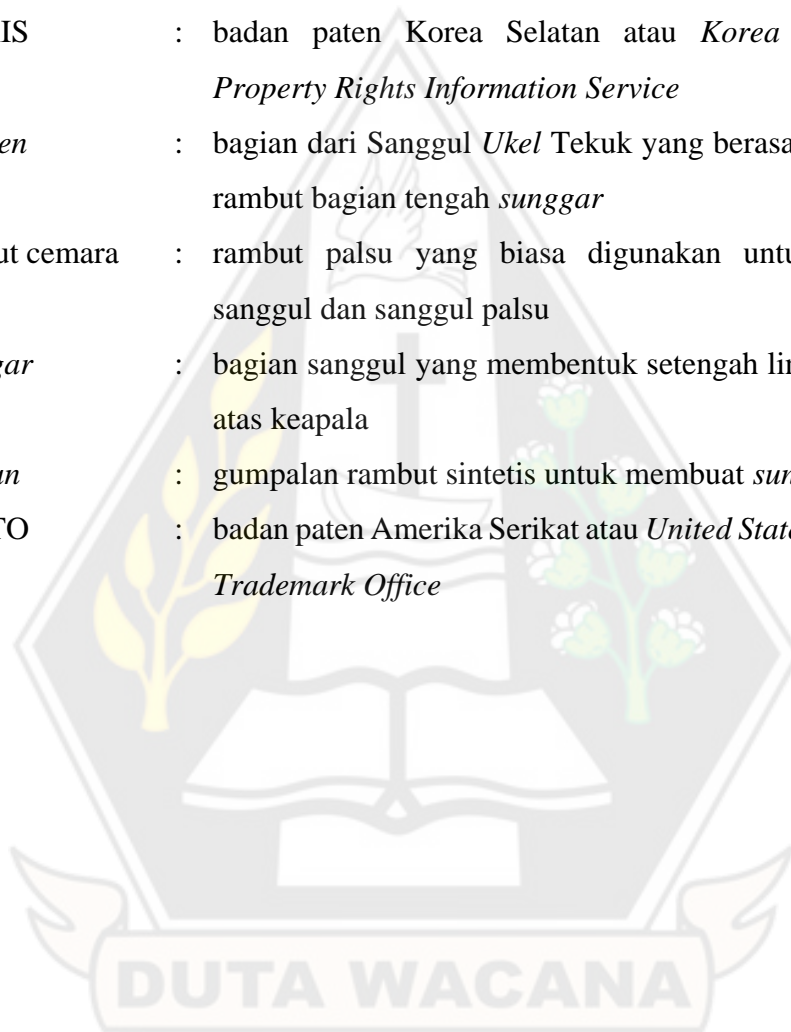 IS : badan paten Korea Selatan atau Korea
Property Rights Information Service
en : bagian dari Sanggul Ukel Tekuk yang berasa
rambut bagian tengah sunggar
ut cemara : rambut palsu yang biasa digunakan untu
sanggul dan sanggul palsu
gar : bagian sanggul yang membentuk setengah lin
atas keapala
an : gumpalan rambut sintetis untuk membuat sun
TO : badan paten Amerika Serikat atau United State
Trademark Office
DUTA WACANA